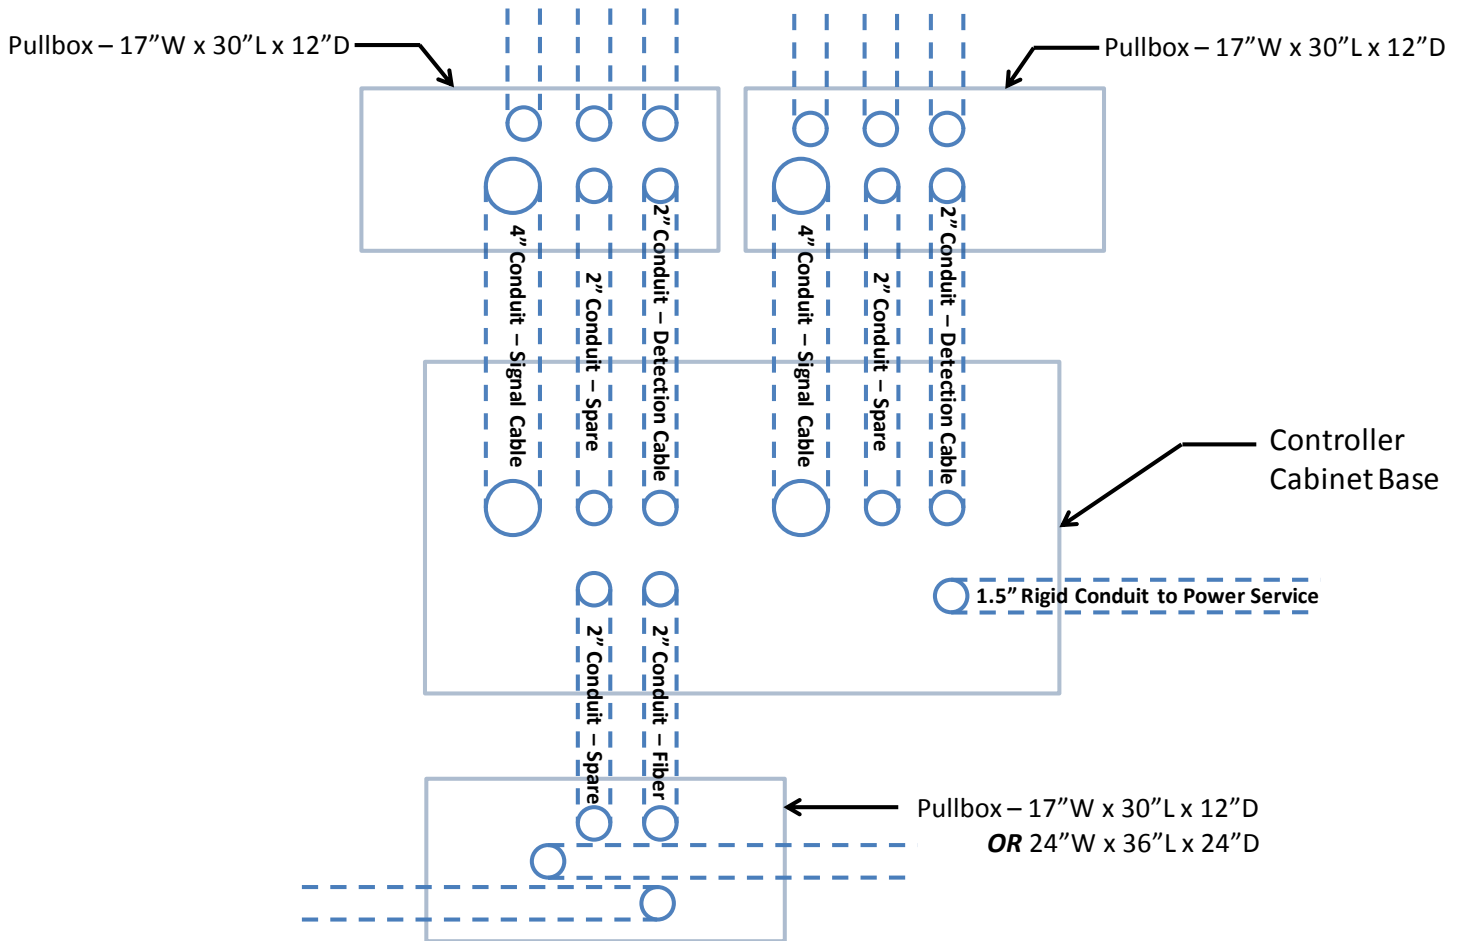 Pullbox – 17”W x 30”L x 12”D
Pullbox – 17”W x 30”L x 12”D
4” Conduit – Signal Cable
2” Conduit – Spare
2” Conduit – Detection Cable
4” Conduit – Signal Cable
2” Conduit – Spare
2” Conduit – Detection Cable
Controller
Cabinet Base
1.5” Rigid Conduit to Power Service
2” Conduit – Spare
2” Conduit – Fiber
Pullbox – 17”W x 30”L x 12”D
OR 24”W x 36”L x 24”D